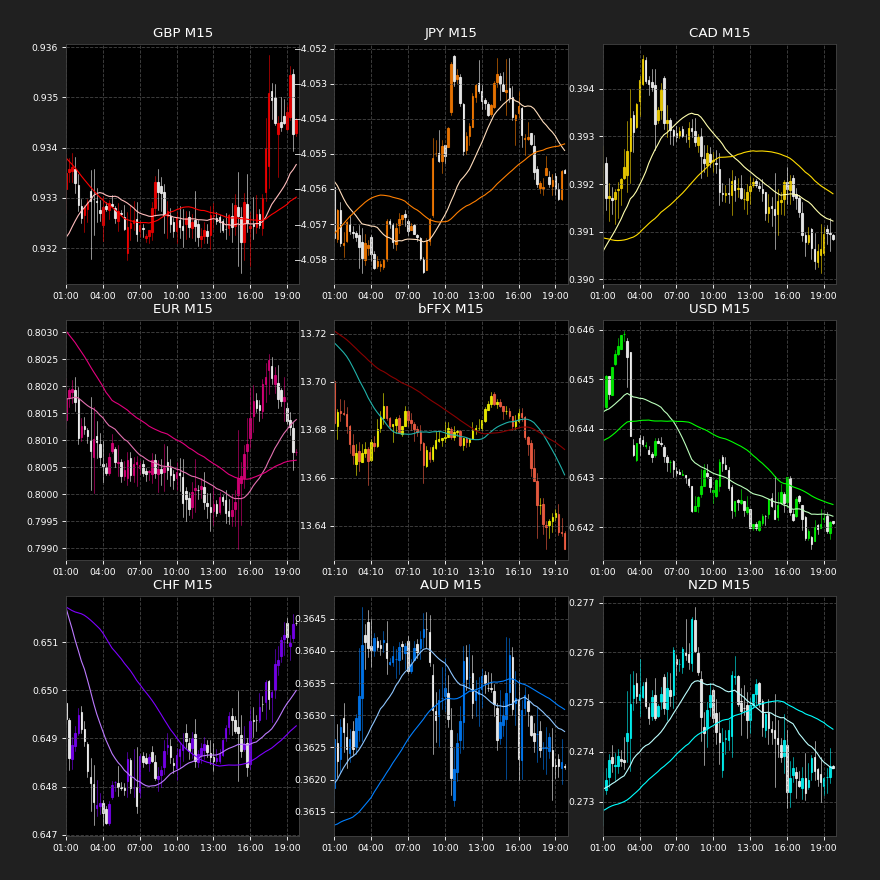 GBP M15
0.936
0.935
0.934
0.933
0.932
01:00 04:00 07:00 10:00 13:00 16:00 19:00
JPY M15
−4.052
−4.053
−4.054
−4.055
−4.056
−4.057
−4.058
01:00 04:00 07:00 10:00 13:00 16:00 19:00
CAD M15
0.394
0.393
0.392
0.391
0.390
01:00 04:00 07:00 10:00 13:00 16:00 19:00
EUR M15
0.8030
0.8025
0.8020
0.8015
0.8010
0.8005
0.8000
0.7995
0.7990
01:00 04:00 07:00 10:00 13:00 16:00 19:00
bFFX M15
13.72
13.70
13.68
13.66
13.64
01:10 04:10 07:10 10:10 13:10 16:10 19:10
USD M15
0.646
0.645
0.644
0.643
0.642
01:00 04:00 07:00 10:00 13:00 16:00 19:00
CHF M15
0.651
0.650
0.649
0.648
0.647
01:00 04:00 07:00 10:00 13:00 16:00 19:00
AUD M15
0.3645
0.3640
0.3635
0.3630
0.3625
0.3620
0.3615
01:00 04:00 07:00 10:00 13:00 16:00 19:00
NZD M15
0.277
0.276
0.275
0.274
0.273
01:00 04:00 07:00 10:00 13:00 16:00 19:00